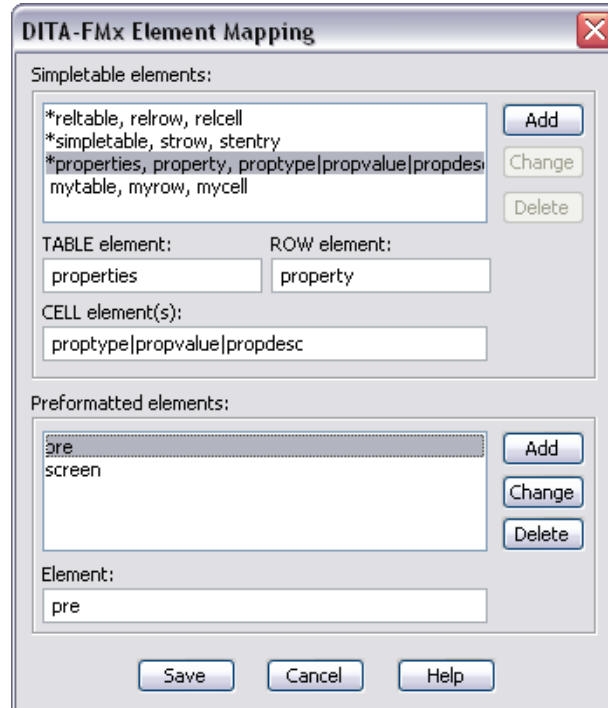 DITA-FMx Element Mapping
Simpletable elements:
*reltable, relrow, relcell
*simpletable, strow, stentry
*properties, property, proptype|propvalue|propdesc
mytable, myrow, mycell
Add
Change
Delete
TABLE element: ROW element:
properties property
CELL element(s):
proptype|propvalue|propdesc
Preformatted elements:
pre
screen
Add
Change
Delete
Element:
pre
Save Cancel Help